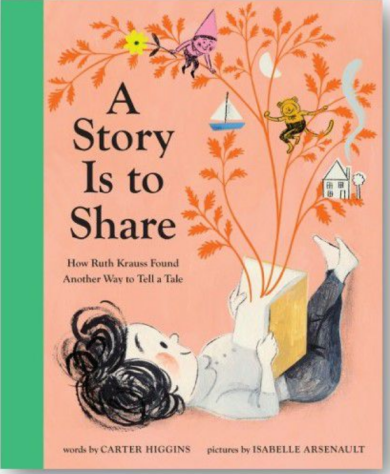 A
Story
Is to
Share
How Ruth Krauss Found
Another Way to Tell a Tale
words by CARTER HIGGINS pictures by ISABELLE ARSENAULT